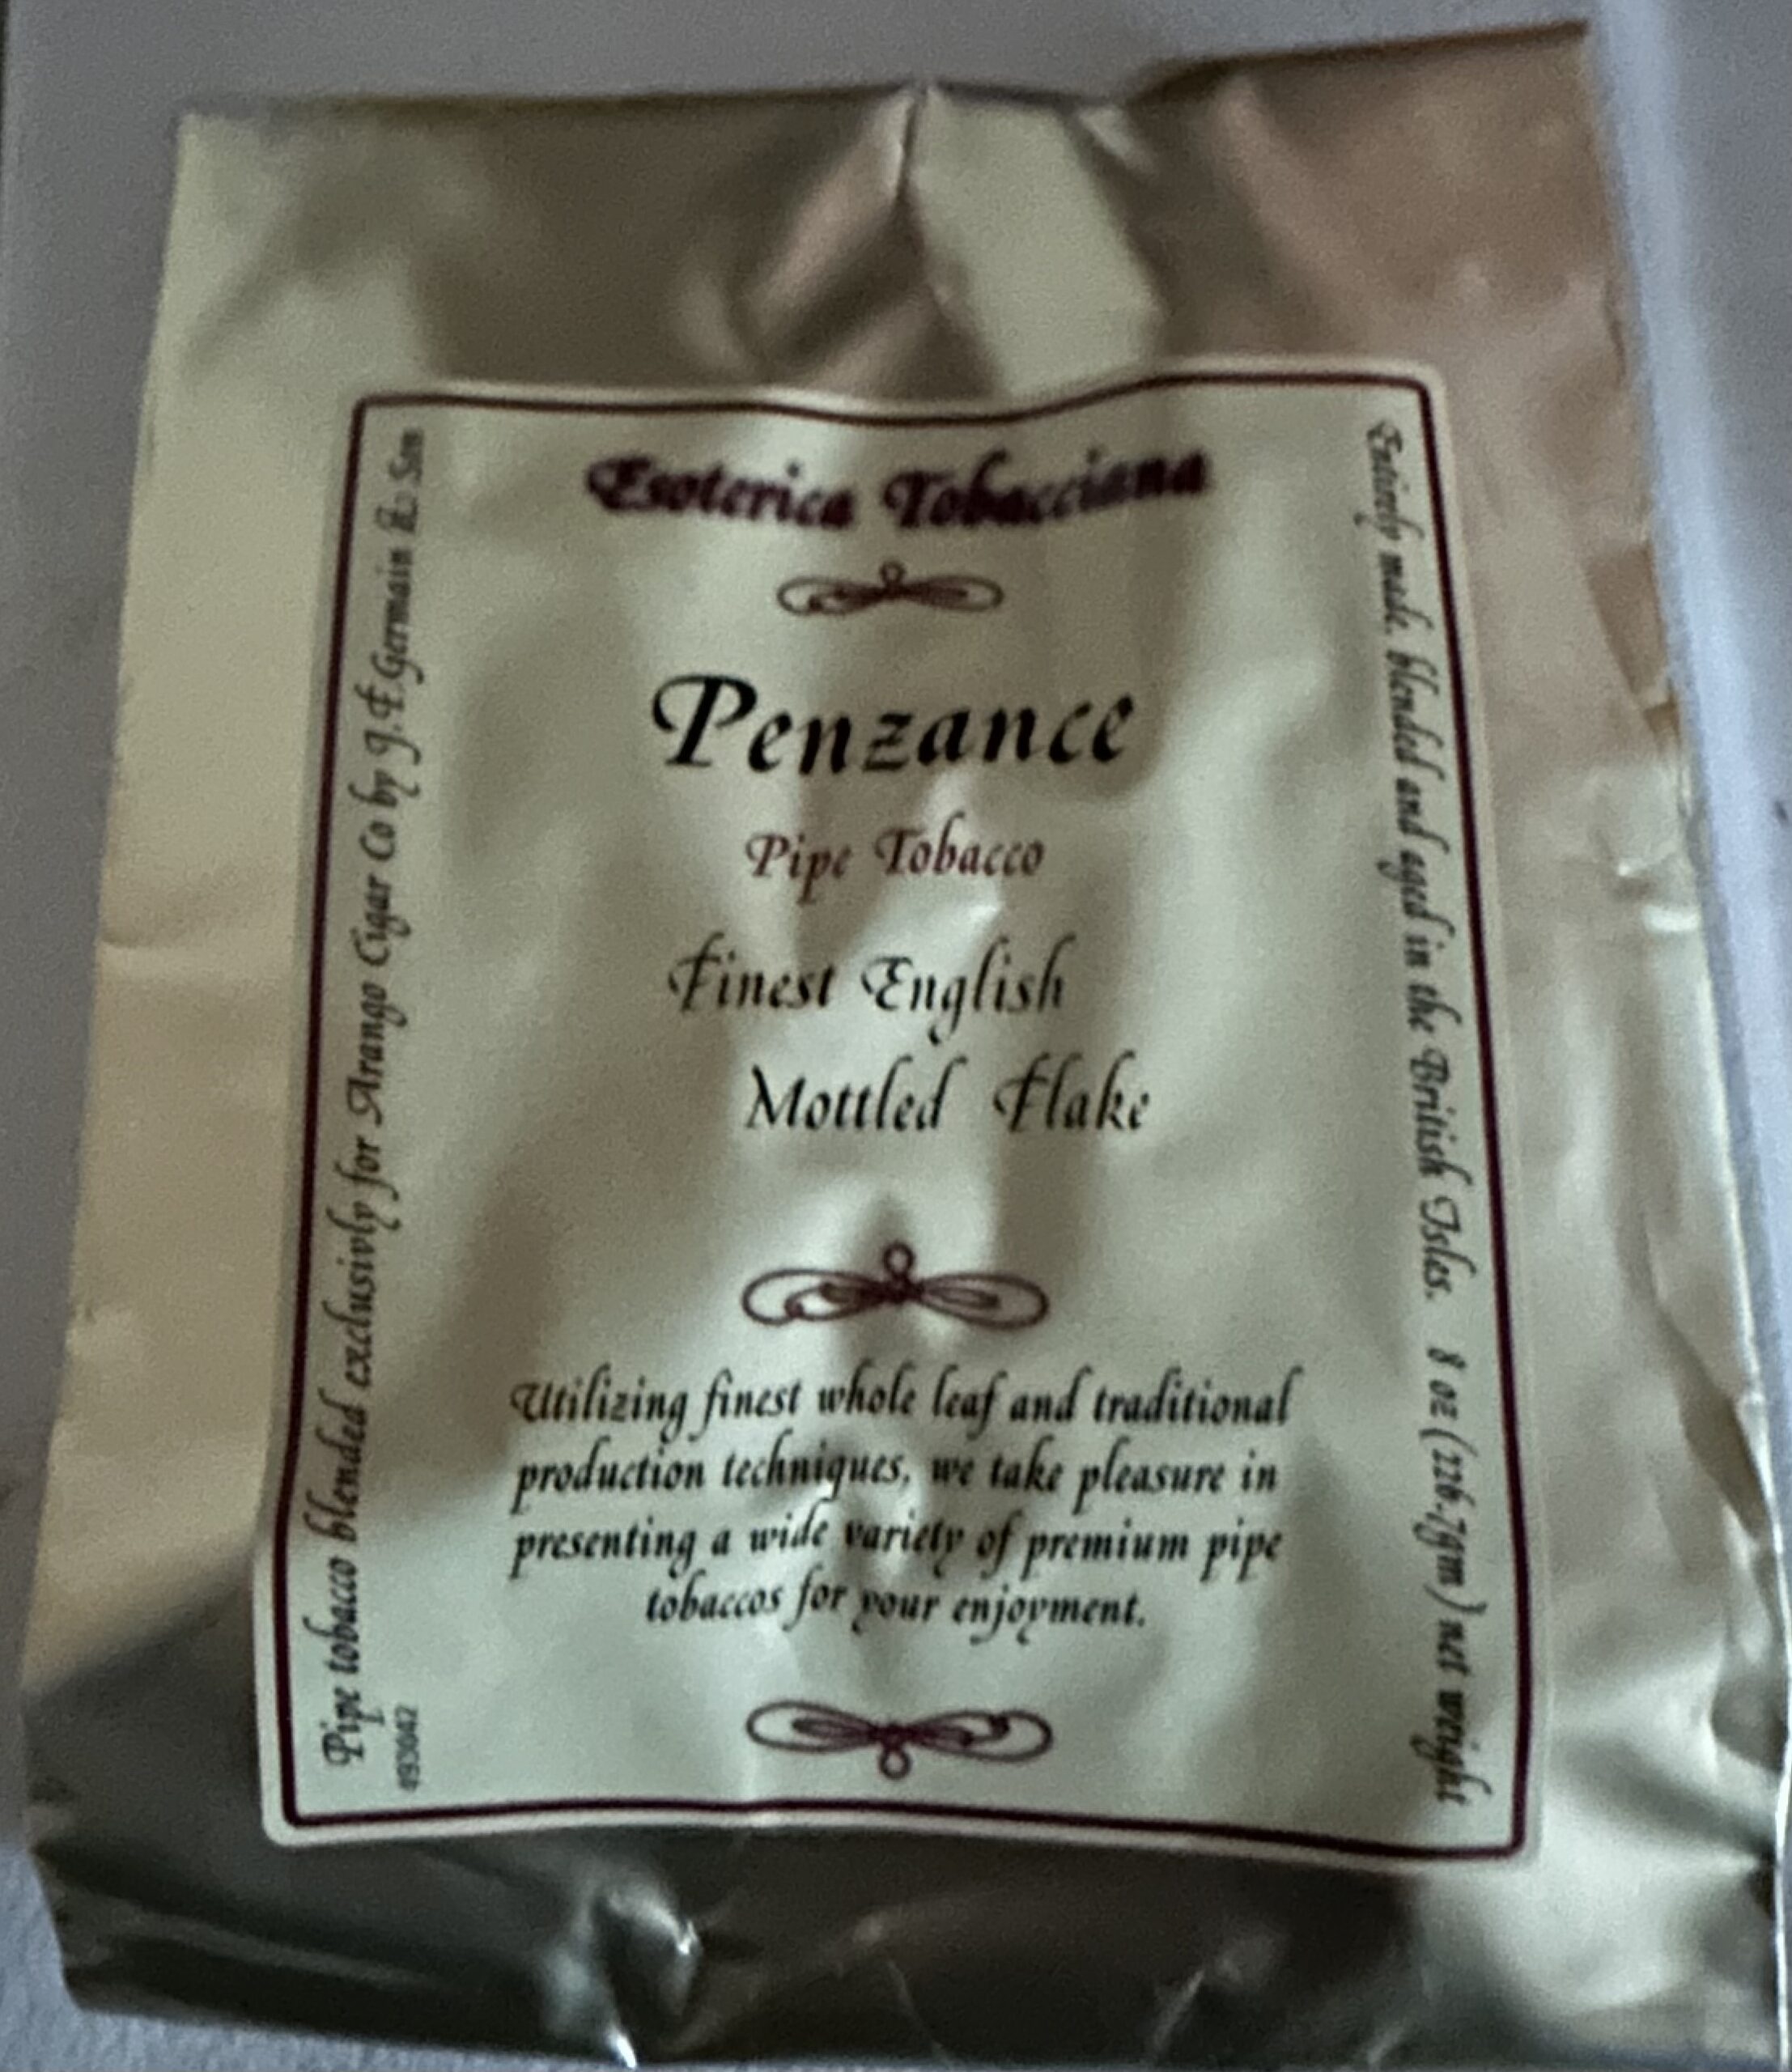 Esoterica Tobacciana
Penzance
Pipe Tobacco
Finest English
Mottled Flake
Utilizing finest whole leaf and traditional
production techniques, we take pleasure in
presenting a wide variety of premium pipe
tobaccos for your enjoyment.
Pipe tobacco blended exclusivly for Arango Cigar Co by J.F.Germain & Son
Entirely made, blended and aged in the British Isles. 8 oz (226.7gm) net weight